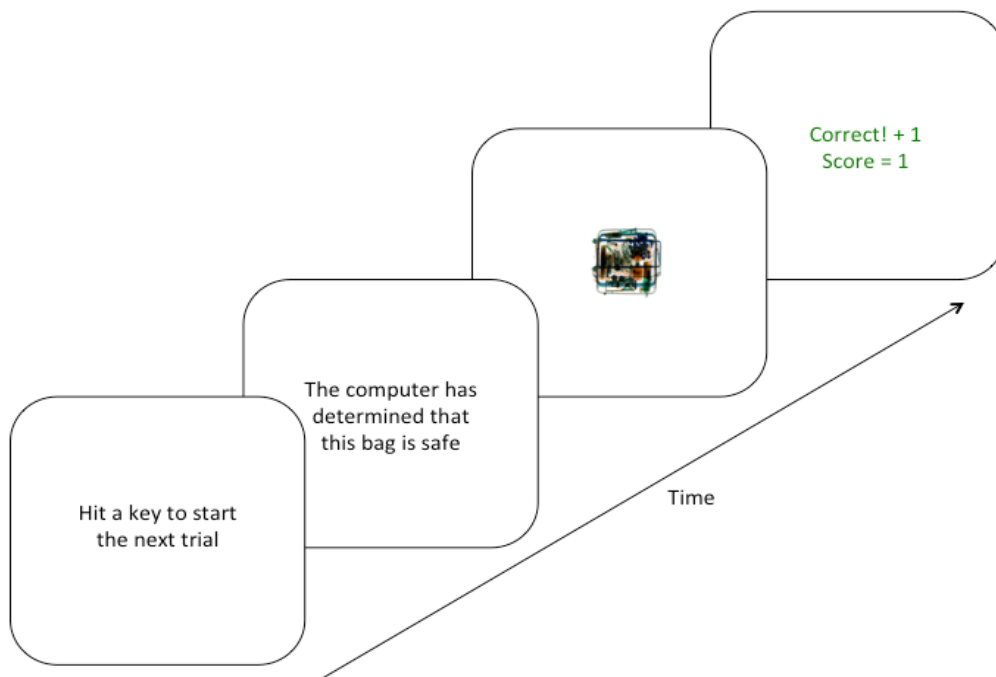 Hit a key to start
the next trial
The computer has
determined that
this bag is safe
Correct! + 1
Score = 1
Time